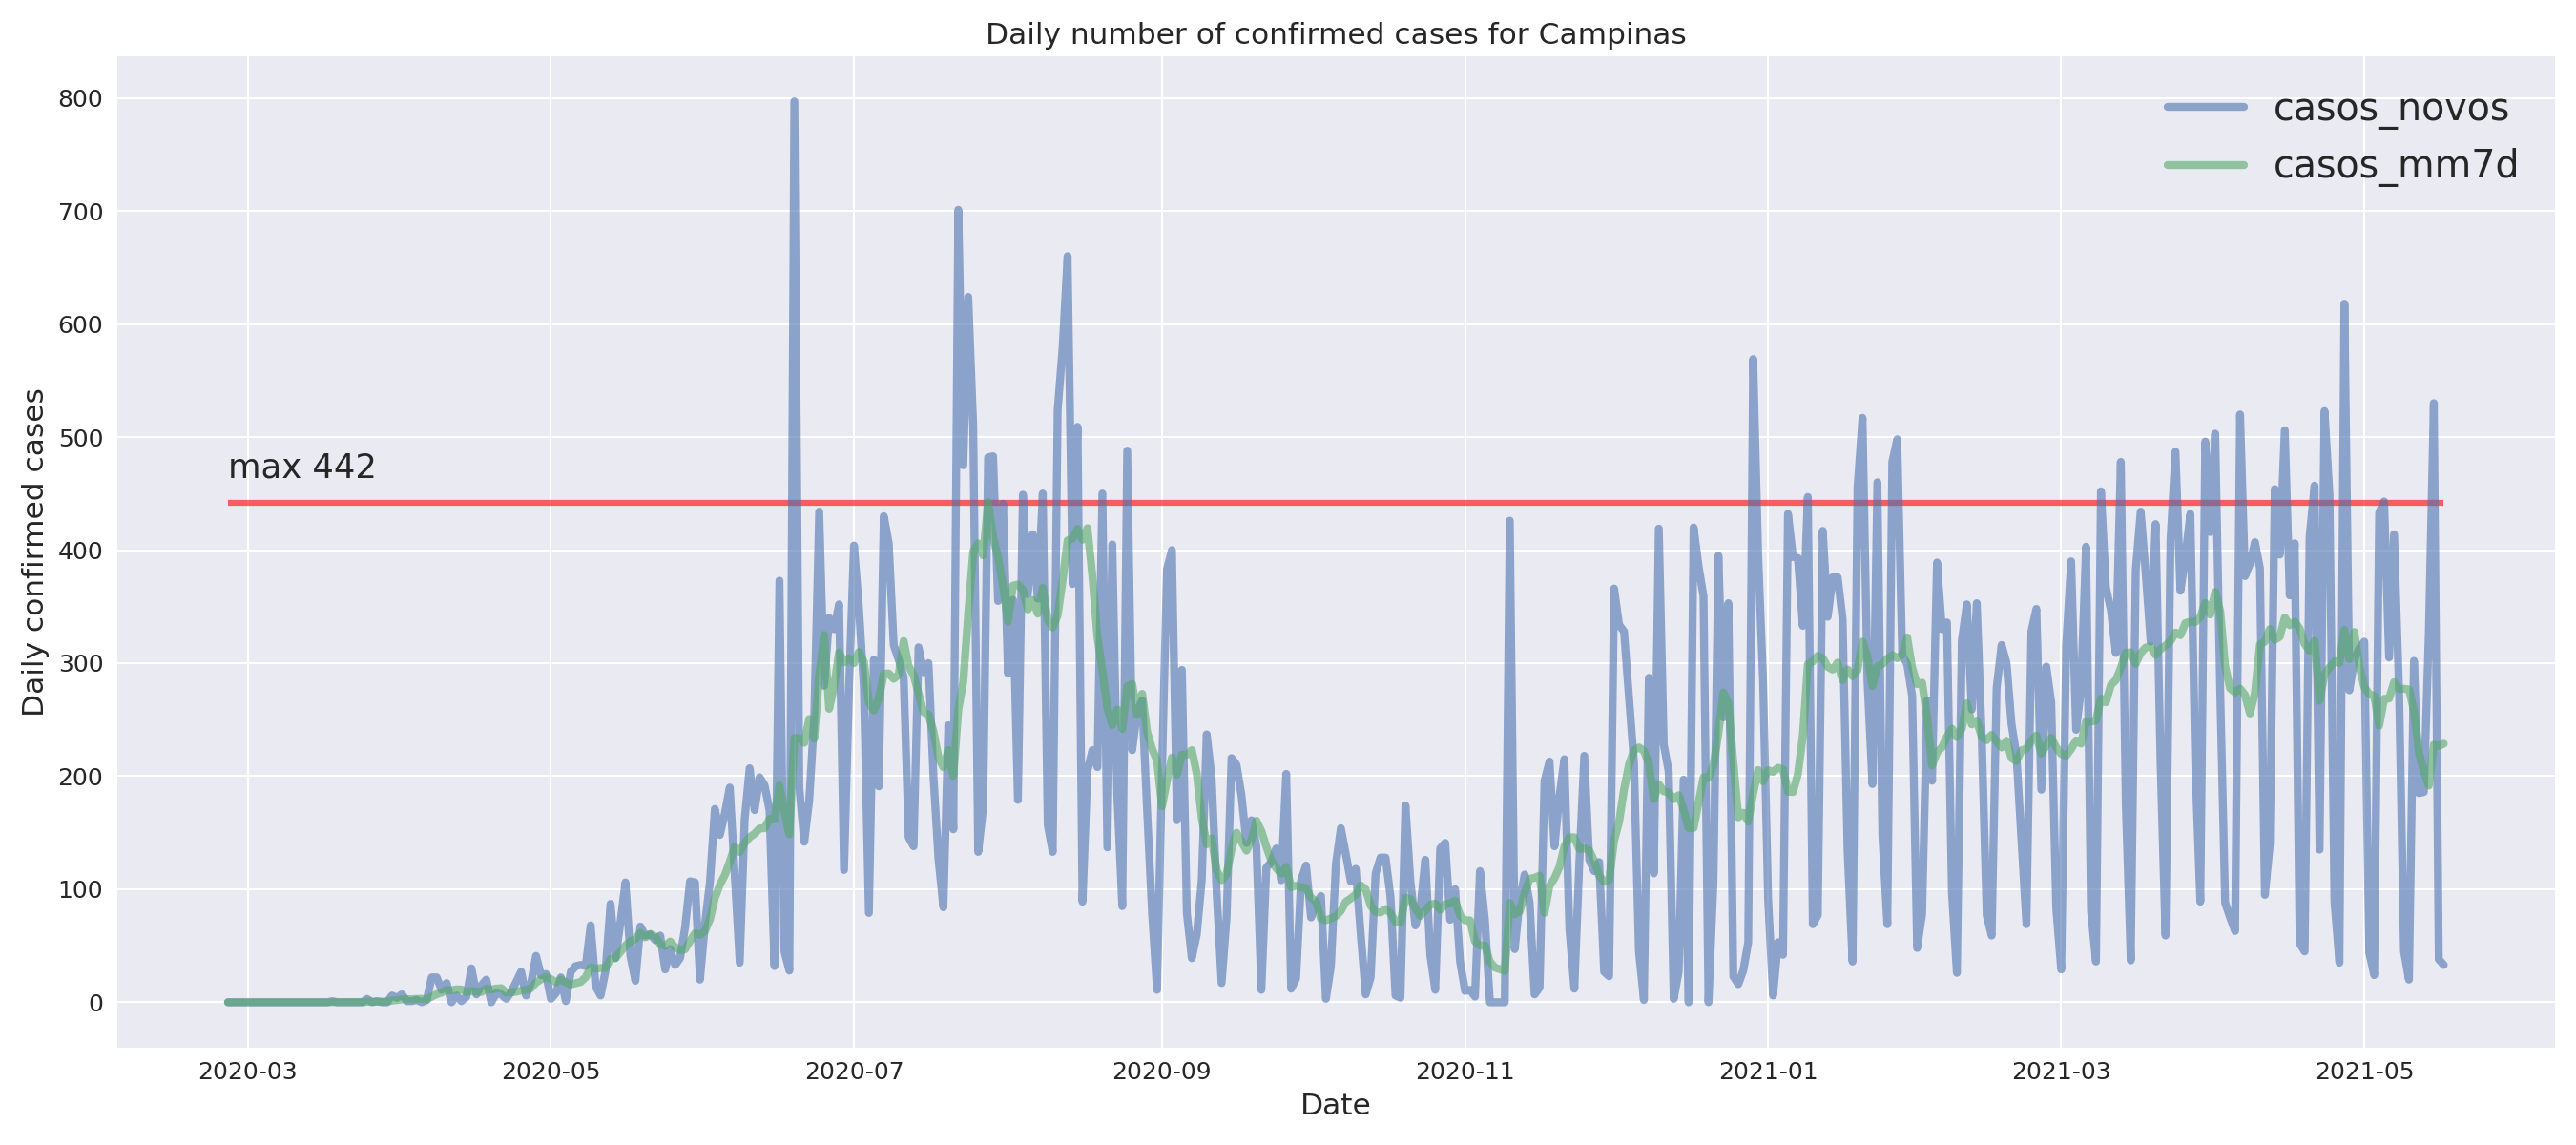 Daily number of confirmed cases for Campinas
casos_novos
casos_mm7d
max 442
Daily confirmed cases
800
700
600
500
400
300
200
100
0
2020-03 2020-05 2020-07 2020-09 2020-11 2021-01 2021-03 2021-05
Date